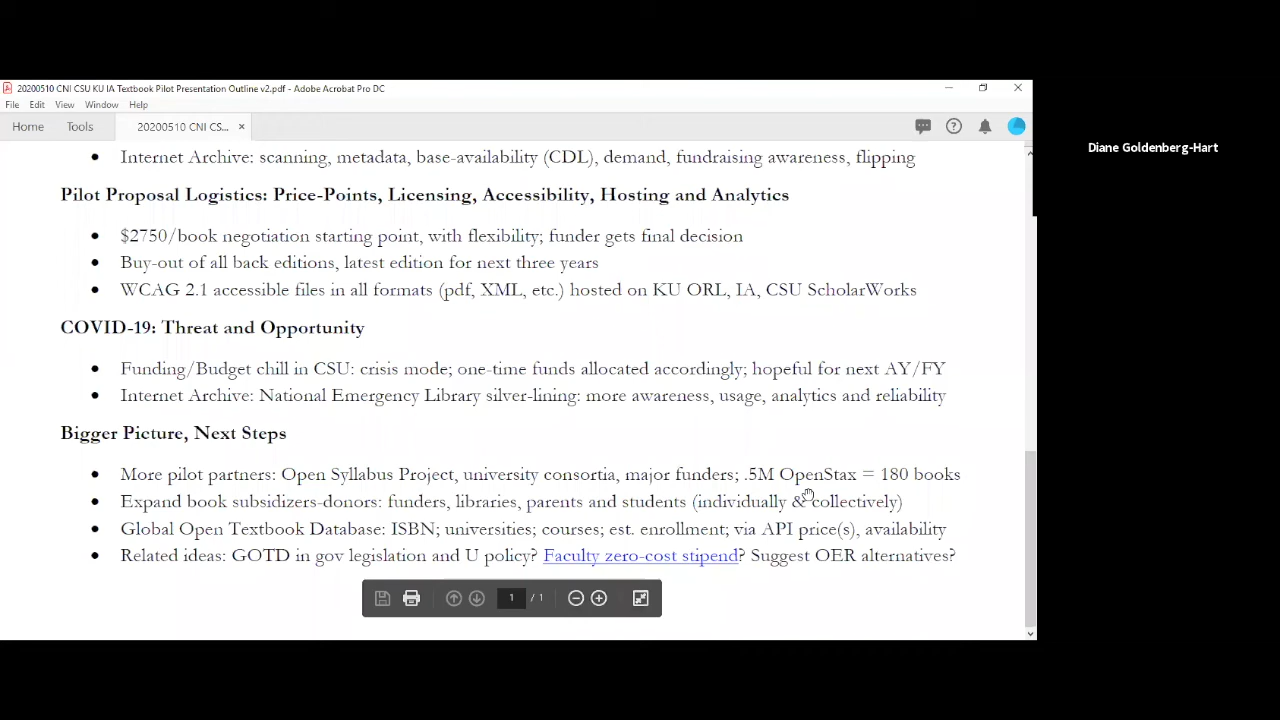 20200510 CNI CSU KU IA Textbook Pilot Presentation Outline v2.pdf - Adobe Acrobat Pro DC
File Edit View Window Help
Home Tools 20200510 CNI CS... ×
Diane Goldenberg-Hart
• Internet Archive: scanning, metadata, base-availability (CDL), demand, fundraising awareness, flipping
Pilot Proposal Logistics: Price-Points, Licensing, Accessibility, Hosting and Analytics
• $2750/book negotiation starting point, with flexibility; funder gets final decision
• Buy-out of all back editions, latest edition for next three years
• WCAG 2.1 accessible files in all formats (pdf, XML, etc.) hosted on KU ORL, IA, CSU ScholarWorks
COVID-19: Threat and Opportunity
• Funding/Budget chill in CSU: crisis mode; one-time funds allocated accordingly; hopeful for next AY/FY
• Internet Archive: National Emergency Library silver-lining: more awareness, usage, analytics and reliability
Bigger Picture, Next Steps
• More pilot partners: Open Syllabus Project, university consortia, major funders; .5M OpenStax = 180 books
• Expand book subsidizers-donors: funders, libraries, parents and students (individually & collectively)
• Global Open Textbook Database: ISBN; universities; courses; est. enrollment; via API price(s), availability
• Related ideas: GOTD in gov legislation and U policy? Faculty zero-cost stipend? Suggest OER alternatives?
1 / 1